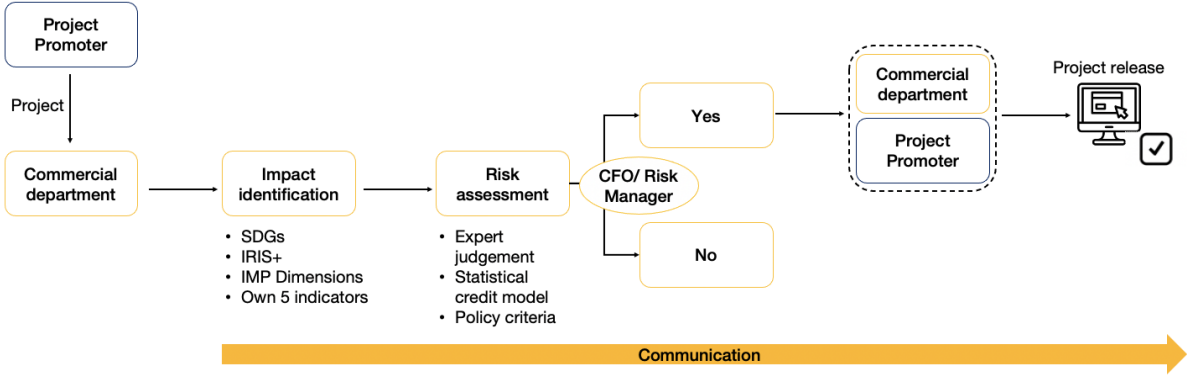 Project
Promoter
Project
Commercial
department
Impact
identification
• SDGs
• IRIS+
• IMP Dimensions
• Own 5 indicators
Risk
assessment
• Expert
judgement
• Statistical
credit model
• Policy criteria
CFO/ Risk
Manager
Yes
No
Commercial
department
Project
Promoter
Project release
Communication